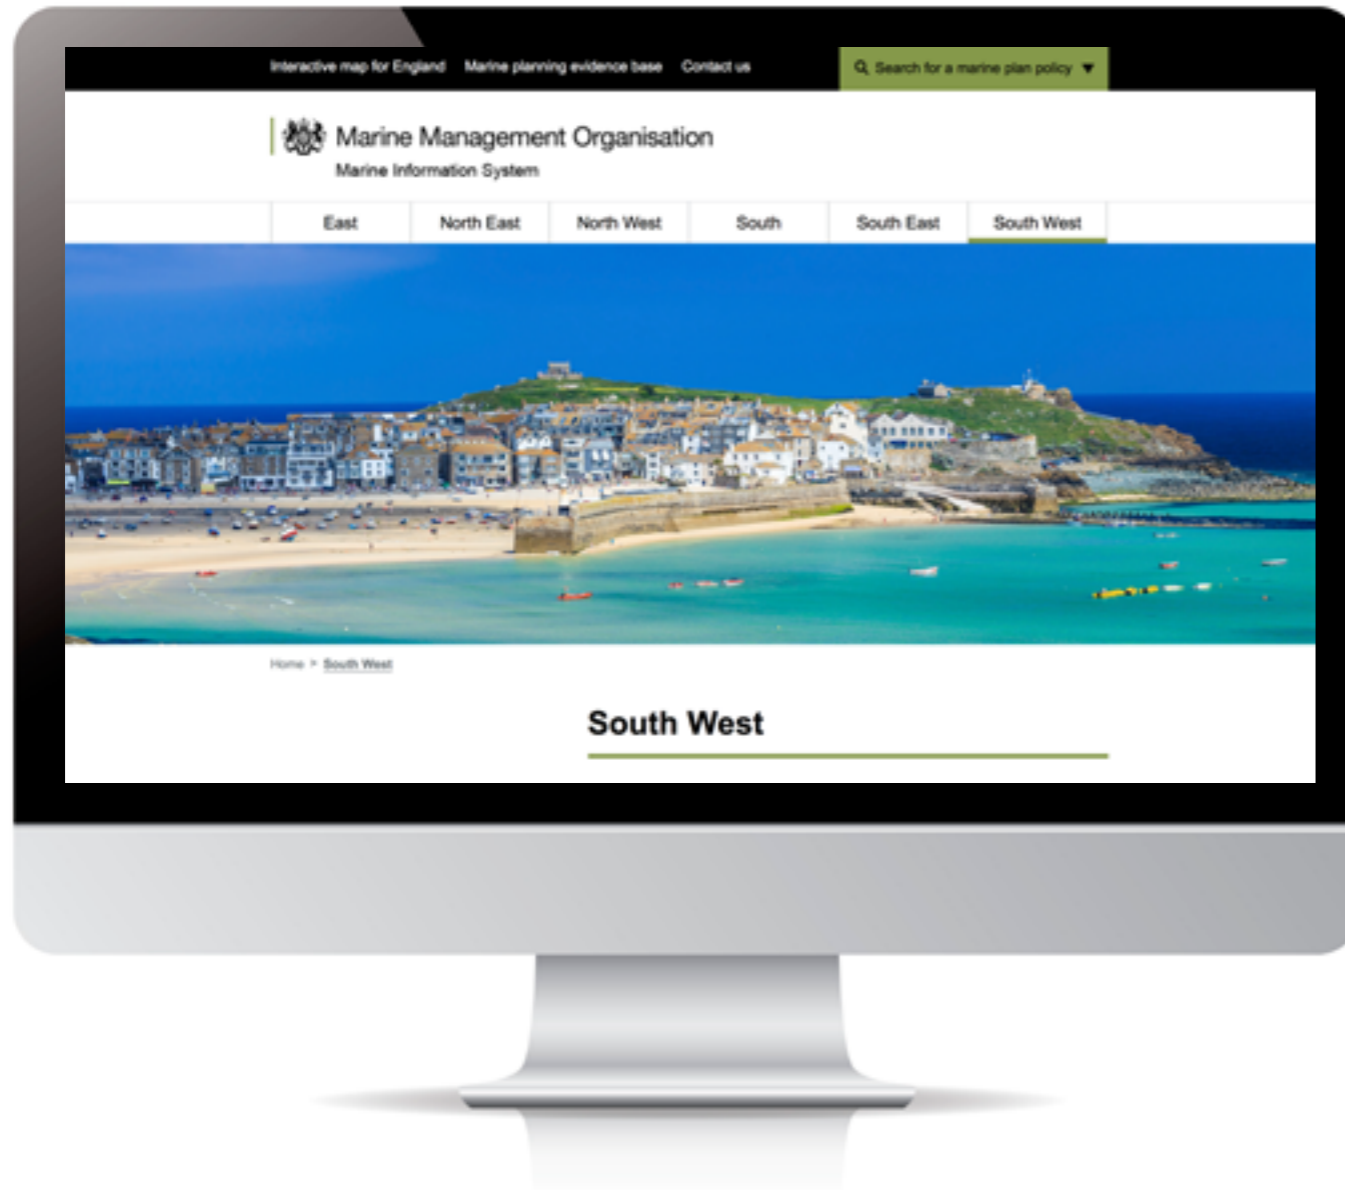 Interactive map for England Marine planning evidence base Contact us Search for a marine plan policy
Marine Management Organisation
Marine Information System
East North East North West South South East South West
Home > South West
South West